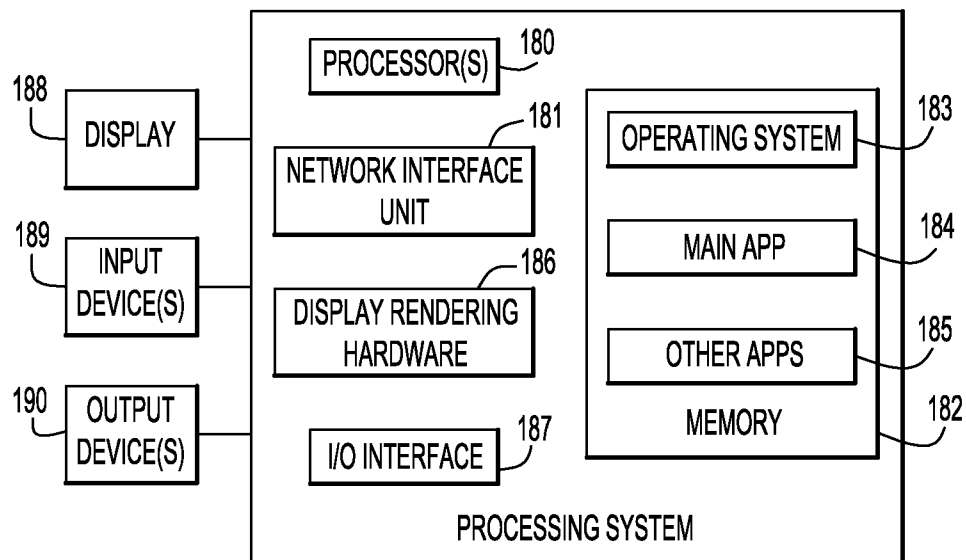 188
DISPLAY
189
INPUT
DEVICE(S)
190
OUTPUT
DEVICE(S)
PROCESSOR(S)
180
181
NETWORK INTERFACE
UNIT
186
DISPLAY RENDERING
HARDWARE
187
I/O INTERFACE
OPERATING SYSTEM
183
MAIN APP
184
OTHER APPS
185
MEMORY
182
PROCESSING SYSTEM